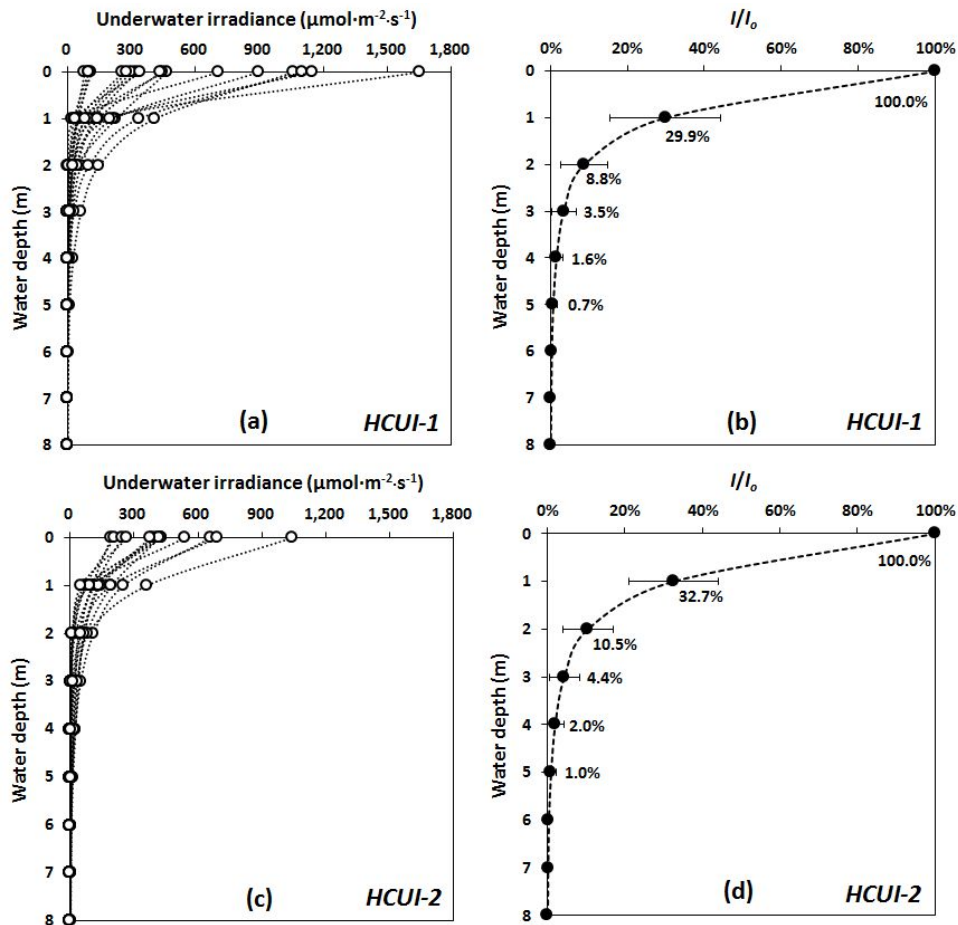 Underwater irradiance (µmol·m-2·s-1)
0 300 600 900 1,200 1,500 1,800
0
1
2
3
4
5
6
7
8
Water depth (m)
(a)
HCUI-1
I/Io
0% 20% 40% 60% 80% 100%
0
1
2
3
4
5
6
7
8
Water depth (m)
100.0%
29.9%
8.8%
3.5%
1.6%
0.7%
(b)
HCUI-1
Underwater irradiance (µmol·m-2·s-1)
0 300 600 900 1,200 1,500 1,800
0
1
2
3
4
5
6
7
8
Water depth (m)
(c)
HCUI-2
I/Io
0% 20% 40% 60% 80% 100%
0
1
2
3
4
5
6
7
8
Water depth (m)
100.0%
32.7%
10.5%
4.4%
2.0%
1.0%
(d)
HCUI-2